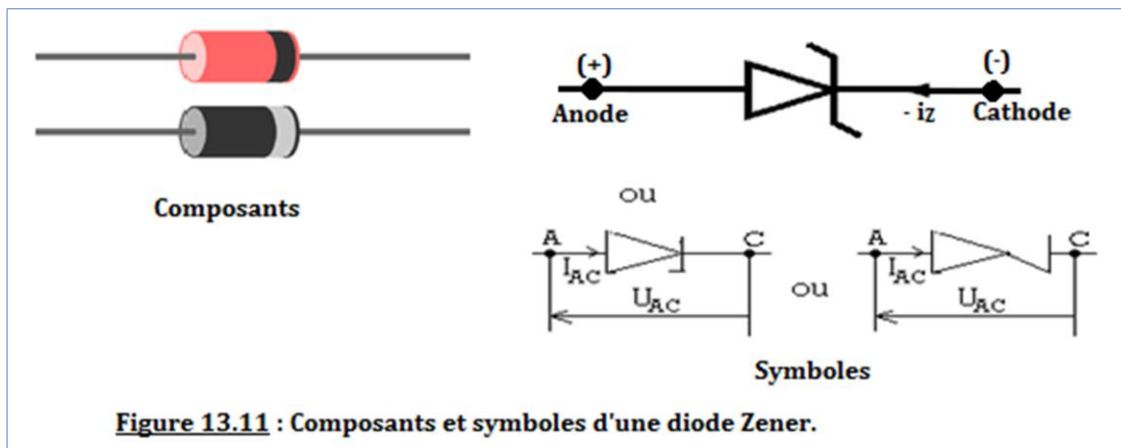 (+)
(-)
Anode
- iZ
Cathode
Composants
ou
A
C
IAC
UAC
ou
A
C
IAC
UAC
Symboles
Figure 13.11 : Composants et symboles d'une diode Zener.